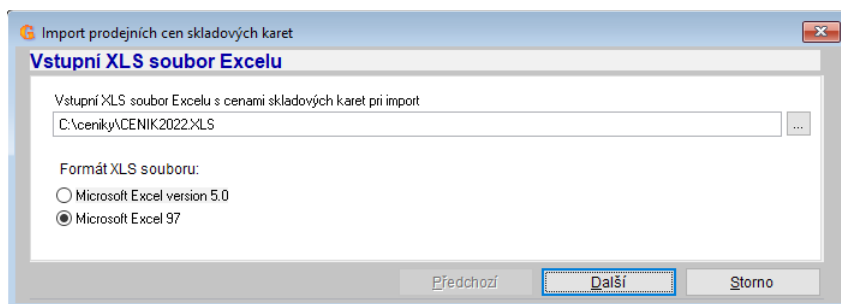 Import prodejních cen skladových karet
Vstupní XLS soubor Excelu
Vstupní XLS soubor Excelu s cenami skladových karet pri import
C:\ceniky\CENIK2022.XLS
...
Formát XLS souboru:
Microsoft Excel version 5.0
Microsoft Excel 97
Předchozí Další Storno